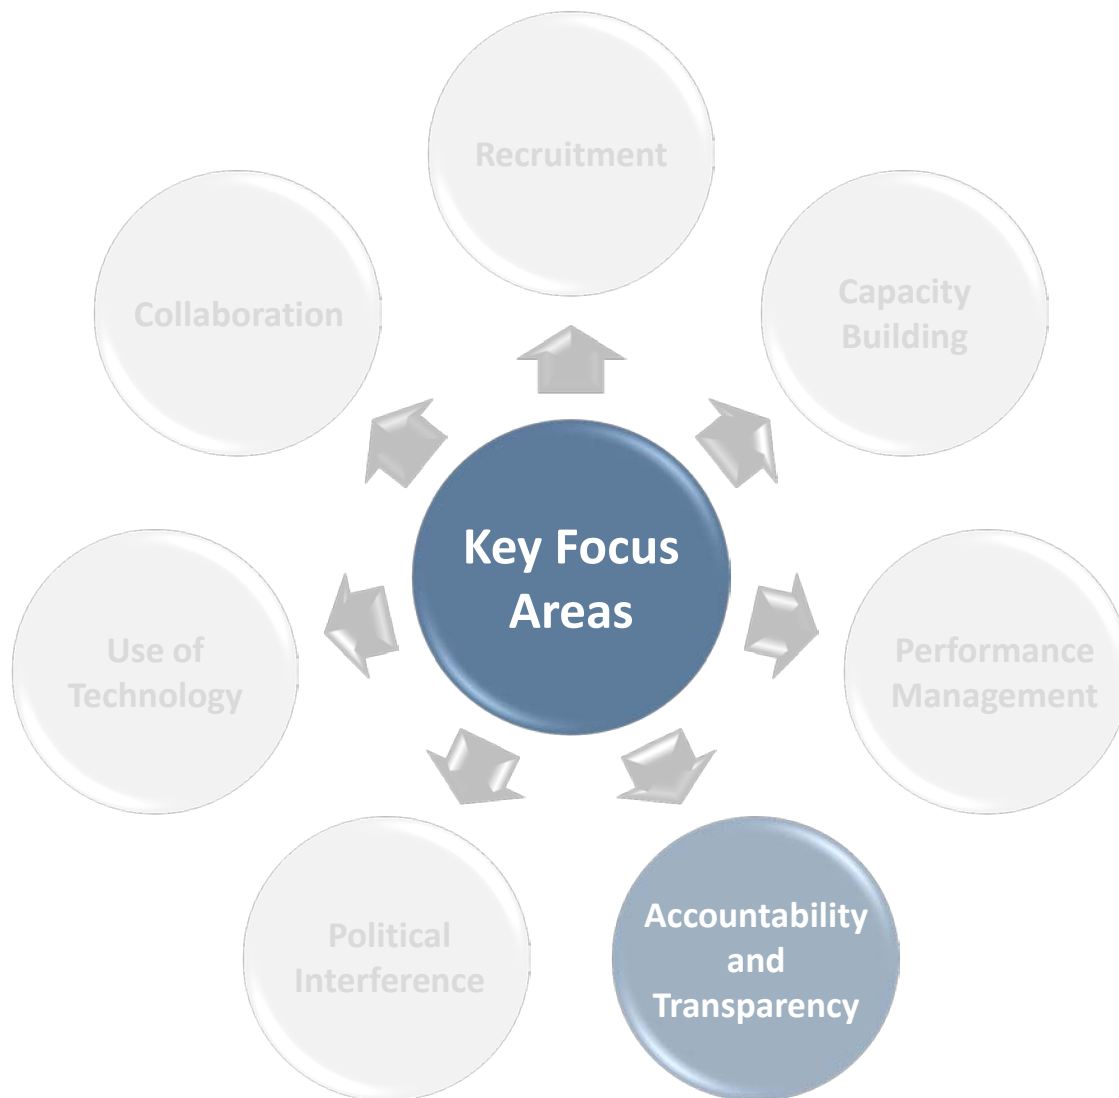 Recruitment
Collaboration
Capacity
Building
Key Focus
Areas
Use of
Technology
Performance
Management
Political
Interference
Accountability
and
Transparency